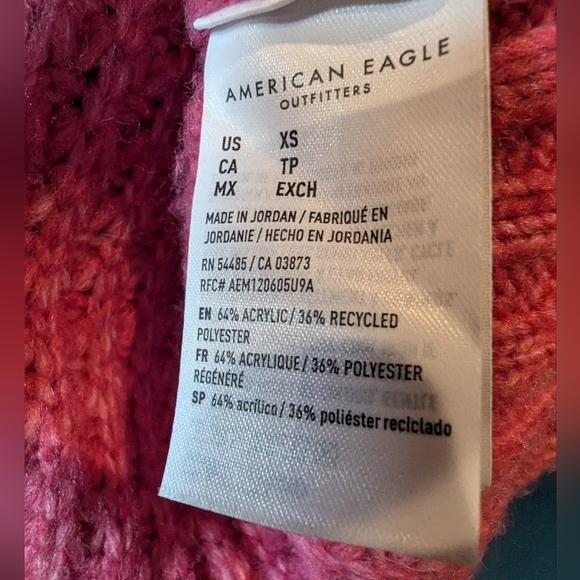 AMERICAN EAGLE
OUTFITTERS
US XS
CA TP
MX EXCH
MADE IN JORDAN / FABRIQUÉ EN
JORDANIE / HECHO EN JORDANIA
RN 54485 / CA 03873
RFC# AEM120605U9A
EN 64% ACRYLIC / 36% RECYCLED
POLYESTER
FR 64% ACRYLIQUE / 36% POLYESTER
RÉGÉNÉRÉ
SP 64% acrílico / 36% poliéster reciclado